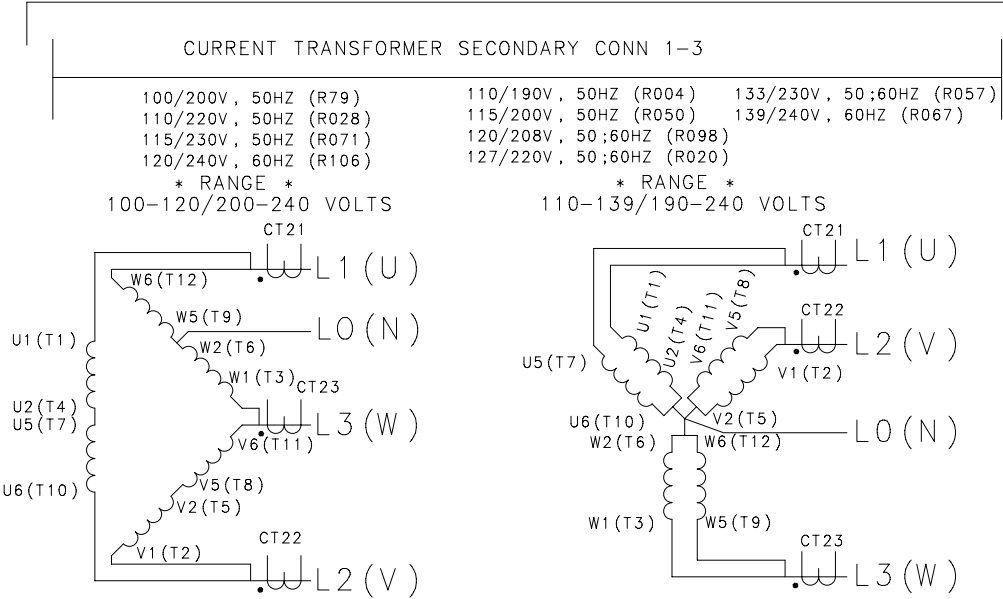 CURRENT TRANSFORMER SECONDARY CONN 1-3
100/200V, 50HZ (R79)
110/220V, 50HZ (R028)
115/230V, 50HZ (R071)
120/240V, 60HZ (R106)
* RANGE *
100-120/200-240 VOLTS
CT21
L1(U)
W6(T12)
W5(T9)
L0(N)
U1(T1)
W2(T6)
W1(T3)
CT23
U2(T4)
U5(T7)
L3(W)
V6(T11)
U6(T10)
V5(T8)
V2(T5)
V1(T2)
CT22
L2(V)
110/190V, 50HZ (R004) 133/230V, 50;60HZ (R057)
115/200V, 50HZ (R050) 139/240V, 60HZ (R067)
120/208V, 50;60HZ (R098)
127/220V, 50;60HZ (R020)
* RANGE *
110-139/190-240 VOLTS
CT21
L1(U)
U1(T1)
U2(T4)
V6(T11)
V5(T8)
CT22
L2(V)
U5(T7)
V1(T2)
U6(T10)
V2(T5)
L0(N)
W2(T6)
W6(T12)
W1(T3)
W5(T9)
CT23
L3(W)